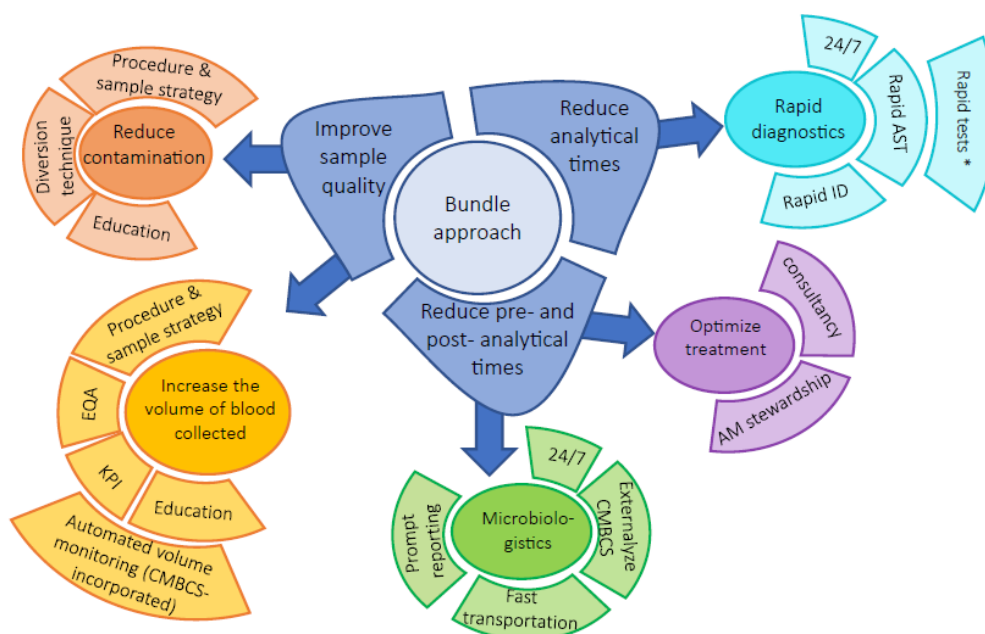 Procedure &
sample strategy
Diversion
technique
Reduce
contamination
Education
Improve
sample
quality
Reduce
analytical
times
Bundle
approach
Reduce pre- and
post- analytical
times
24/7
Rapid
diagnostics
Rapid AST
Rapid tests *
Rapid ID
consultancy
Optimize
treatment
AM stewardship
Procedure &
sample strategy
EQA
Increase the
volume of blood
collected
KPI
Education
Automated volume
monitoring (CMBCS-
incorporated)
24/7
Prompt
reporting
Microbiolo-
gistics
Externalyze
CMBCS
Fast
transportation